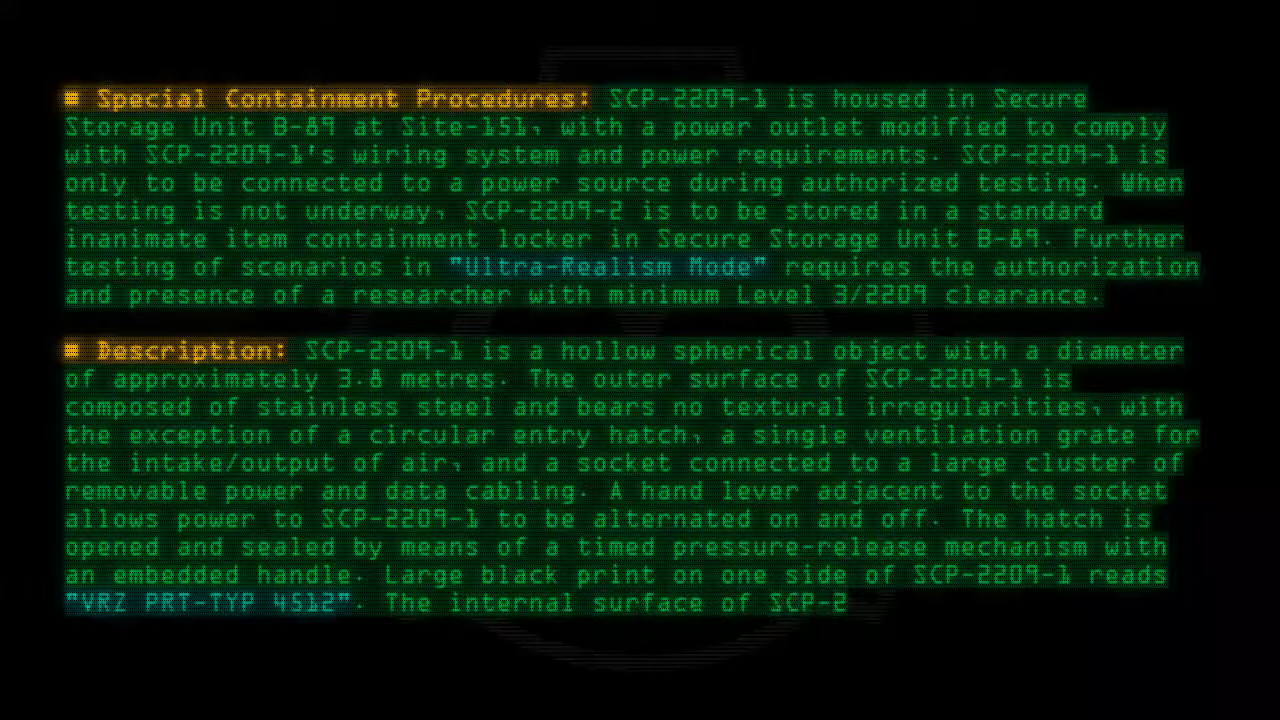 # Special Containment Procedures: SCP-2209-1 is housed in Secure
Storage Unit B-89 at Site-151, with a power outlet modified to comply
with SCP-2209-1's wiring system and power requirements. SCP-2209-1 is
only to be connected to a power source during authorized testing. When
testing is not underway, SCP-2209-2 is to be stored in a standard
inanimate item containment locker in Secure Storage Unit B-89. Further
testing of scenarios in "Ultra-Realism Mode" requires the authorization
and presence of a researcher with minimum Level 3/2209 clearance.
# Description: SCP-2209-1 is a hollow spherical object with a diameter
of approximately 3.8 metres. The outer surface of SCP-2209-1 is
composed of stainless steel and bears no textural irregularities, with
the exception of a circular entry hatch, a single ventilation grate for
the intake/output of air, and a socket connected to a large cluster of
removable power and data cabling. A hand lever adjacent to the socket
allows power to SCP-2209-1 to be alternated on and off. The hatch is
opened and sealed by means of a timed pressure-release mechanism with
an embedded handle. Large black print on one side of SCP-2209-1 reads
"VRZ PRT-TYP 4512". The internal surface of SCP-2